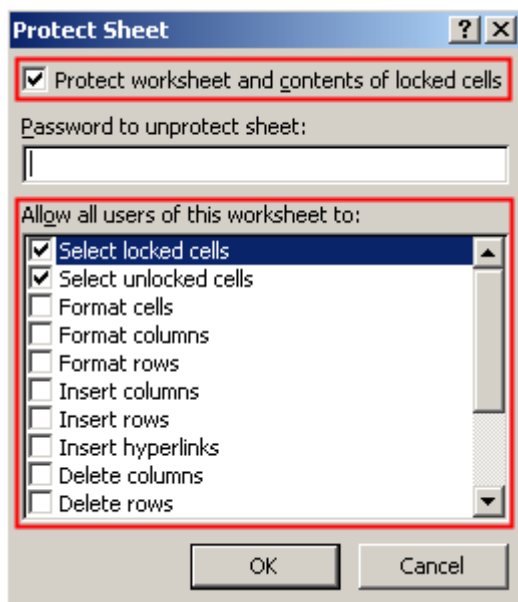 Protect Sheet
Protect worksheet and contents of locked cells
Password to unprotect sheet:
Allow all users of this worksheet to:
Select locked cells
Select unlocked cells
Format cells
Format columns
Format rows
Insert columns
Insert rows
Insert hyperlinks
Delete columns
Delete rows
OK Cancel